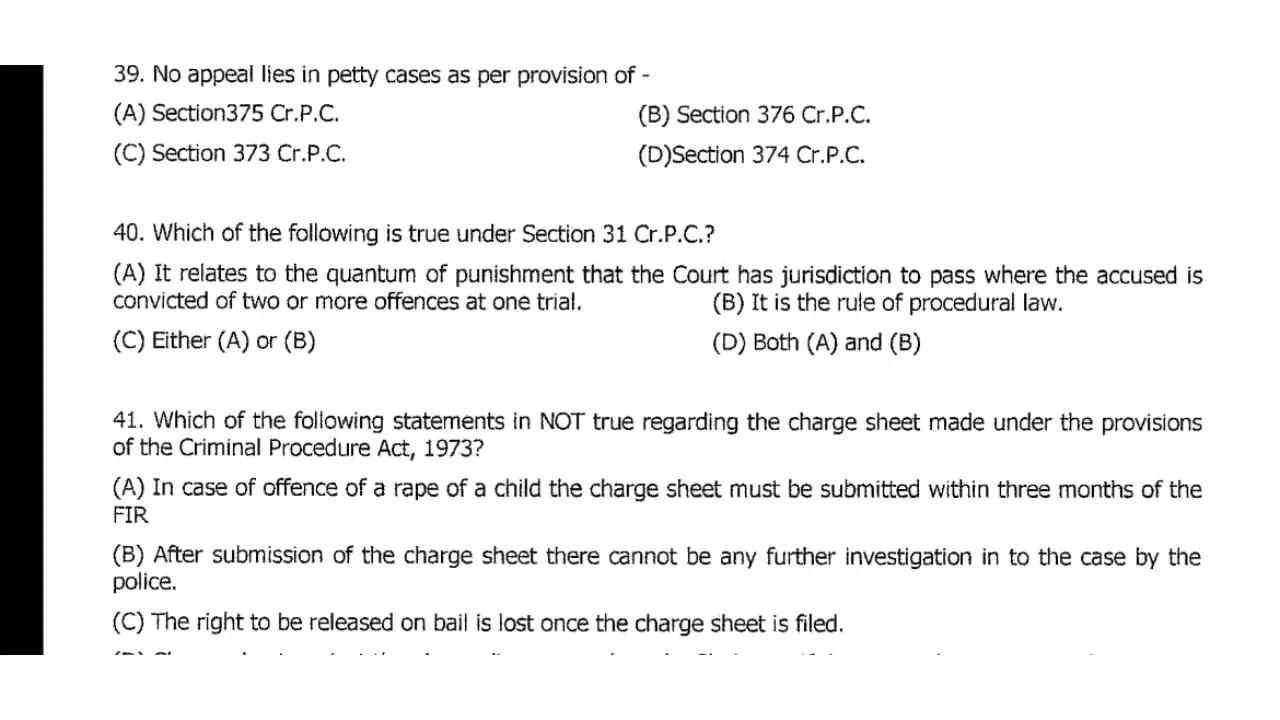 39. No appeal lies in petty cases as per provision of -
(A) Section375 Cr.P.C. (B) Section 376 Cr.P.C.
(C) Section 373 Cr.P.C. (D)Section 374 Cr.P.C.
40. Which of the following is true under Section 31 Cr.P.C.?
(A) It relates to the quantum of punishment that the Court has jurisdiction to pass where the accused is
convicted of two or more offences at one trial. (B) It is the rule of procedural law.
(C) Either (A) or (B) (D) Both (A) and (B)
41. Which of the following statements in NOT true regarding the charge sheet made under the provisions
of the Criminal Procedure Act, 1973?
(A) In case of offence of a rape of a child the charge sheet must be submitted within three months of the
FIR
(B) After submission of the charge sheet there cannot be any further investigation in to the case by the
police.
(C) The right to be released on bail is lost once the charge sheet is filed.